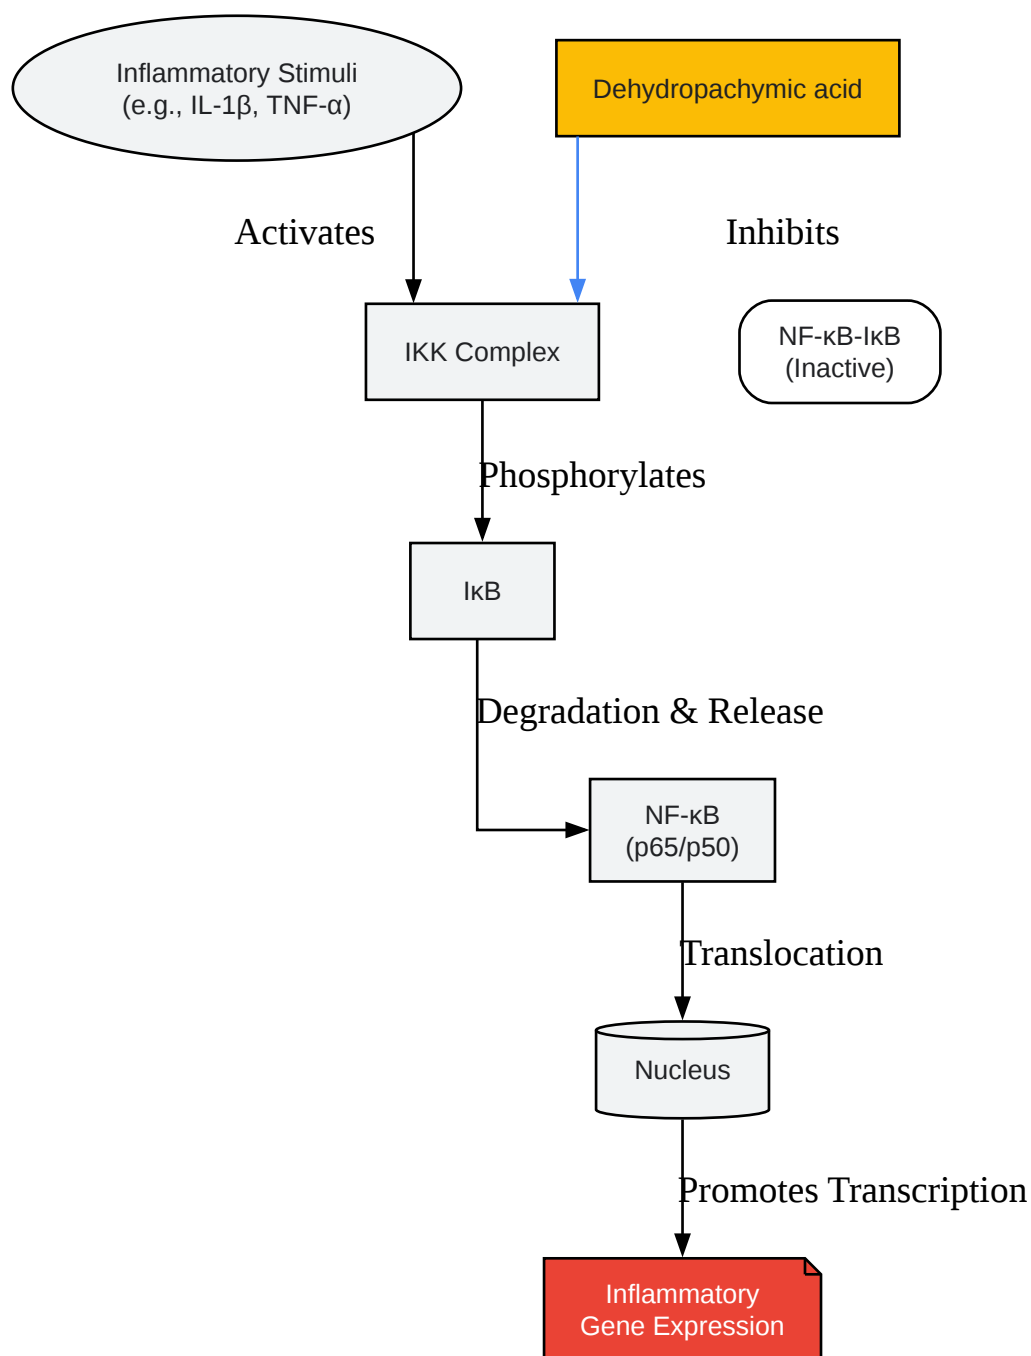 Inflammatory Stimuli
(e.g., IL-1β, TNF-α)
Dehydropachymic acid
Activates
Inhibits
IKK Complex
NF-κB-IκB
(Inactive)
Phosphorylates
IκB
Degradation & Release
NF-κB
(p65/p50)
Translocation
Nucleus
Promotes Transcription
Inflammatory
Gene Expression